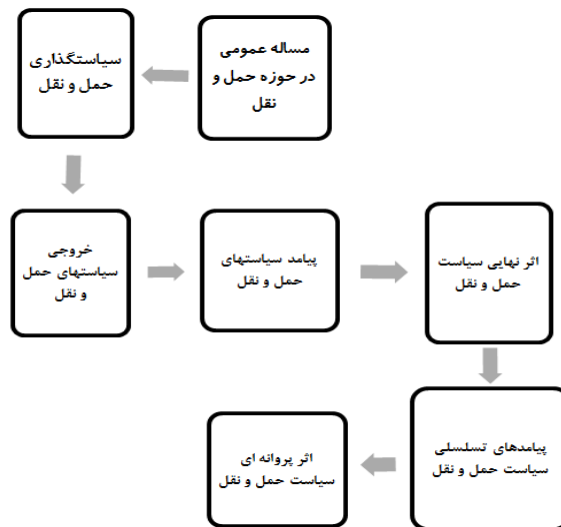 مساله عمومی
در حوزه حمل و
نقل
سیاستگذاری
حمل و نقل
خروجی
سیاستهای حمل
و نقل
پیامد سیاستهای
حمل و نقل
اثر نهایی سیاست
حمل و نقل
پیامدهای تسلسلی
سیاست حمل و نقل
اثر پروانه ای
سیاست حمل و نقل